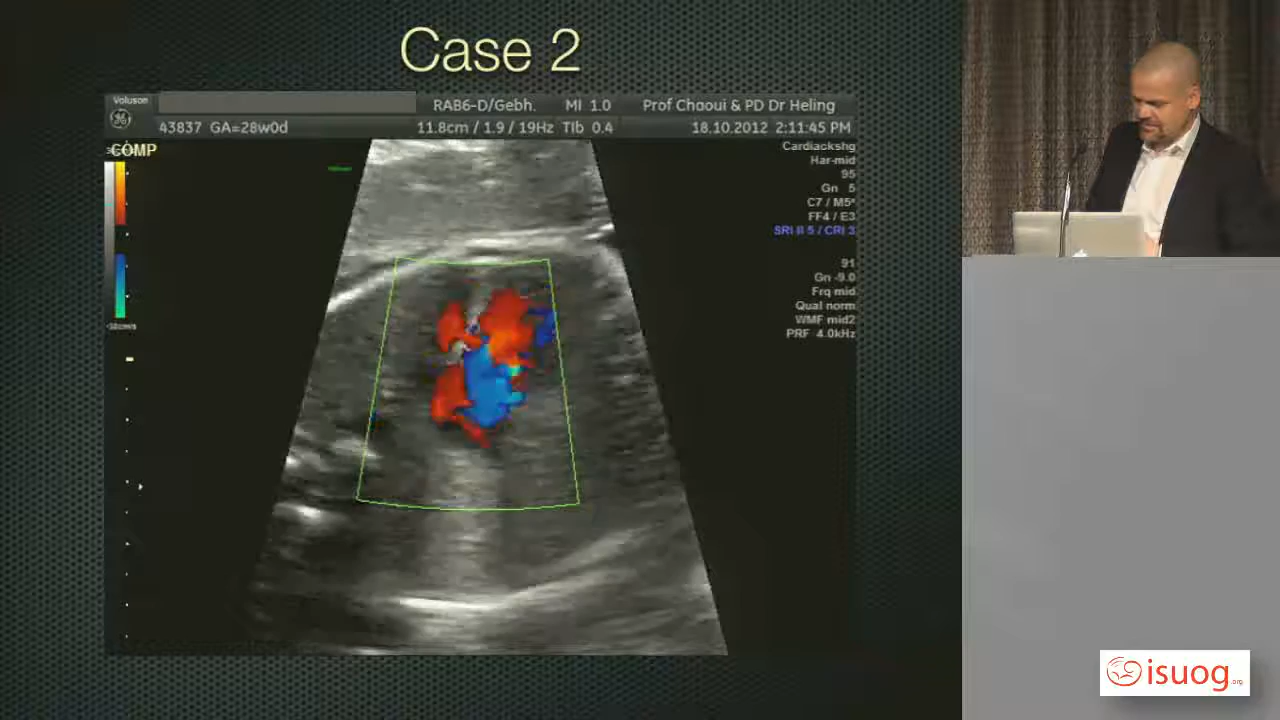 Case 2
Voluson
RAB6-D/Gebh. MI 1.0 Prof Chaoui & PD Dr Heling
43837 GA=28w0d 11.8cm / 1.9 / 19Hz TIb 0.4 18.10.2012 2:11:45 PM
COMP
Cardiackshg
Har-mid
95
Gn 5
C7 / M5*
FF4 / E3
SRI II 5 / CRI 3
91
Gn -9.0
Frq mid
Qual norm
WMF mid2
PRF 4.0kHz
isuog.org